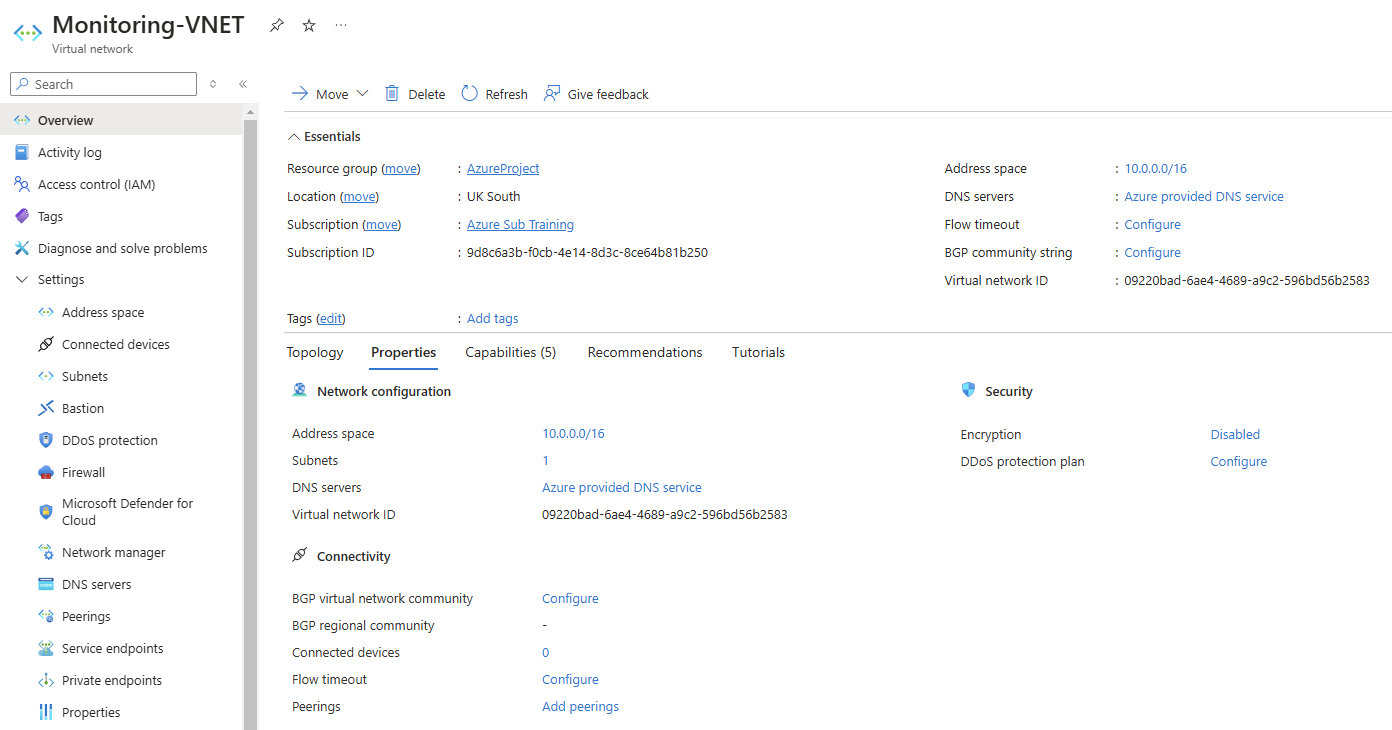 Monitoring-VNET
Virtual network
Search
Overview
Activity log
Access control (IAM)
Tags
Diagnose and solve problems
Settings
Address space
Connected devices
Subnets
Bastion
DDoS protection
Firewall
Microsoft Defender for
Cloud
Network manager
DNS servers
Peerings
Service endpoints
Private endpoints
Properties
Move Delete Refresh Give feedback
Essentials
Resource group (move) : AzureProject
Location (move) : UK South
Subscription (move) : Azure Sub Training
Subscription ID : 9d8c6a3b-f0cb-4e14-8d3c-8ce64b81b250
Address space : 10.0.0.0/16
DNS servers : Azure provided DNS service
Flow timeout : Configure
BGP community string : Configure
Virtual network ID : 09220bad-6ae4-4689-a9c2-596bd56b2583
Tags (edit) : Add tags
Topology Properties Capabilities (5) Recommendations Tutorials
Network configuration
Address space 10.0.0.0/16
Subnets 1
DNS servers Azure provided DNS service
Virtual network ID 09220bad-6ae4-4689-a9c2-596bd56b2583
Connectivity
BGP virtual network community Configure
BGP regional community -
Connected devices 0
Flow timeout Configure
Peerings Add peerings
Security
Encryption Disabled
DDoS protection plan Configure